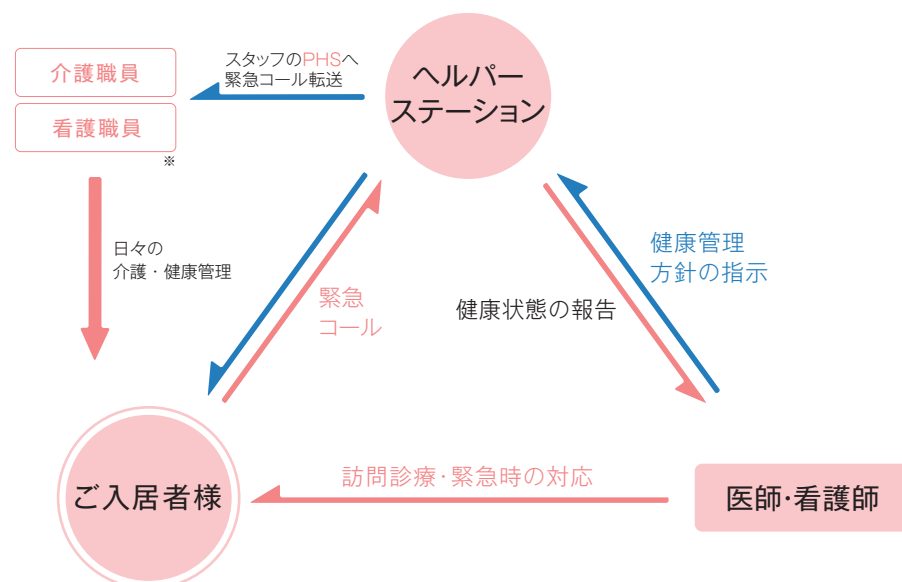 介護職員
看護職員
※
スタッフのPHSへ
緊急コール転送
ヘルパー
ステーション
日々の
介護・健康管理
緊急
コール
健康状態の報告
健康管理
方針の指示
ご入居者様
訪問診療・緊急時の対応
医師・看護師